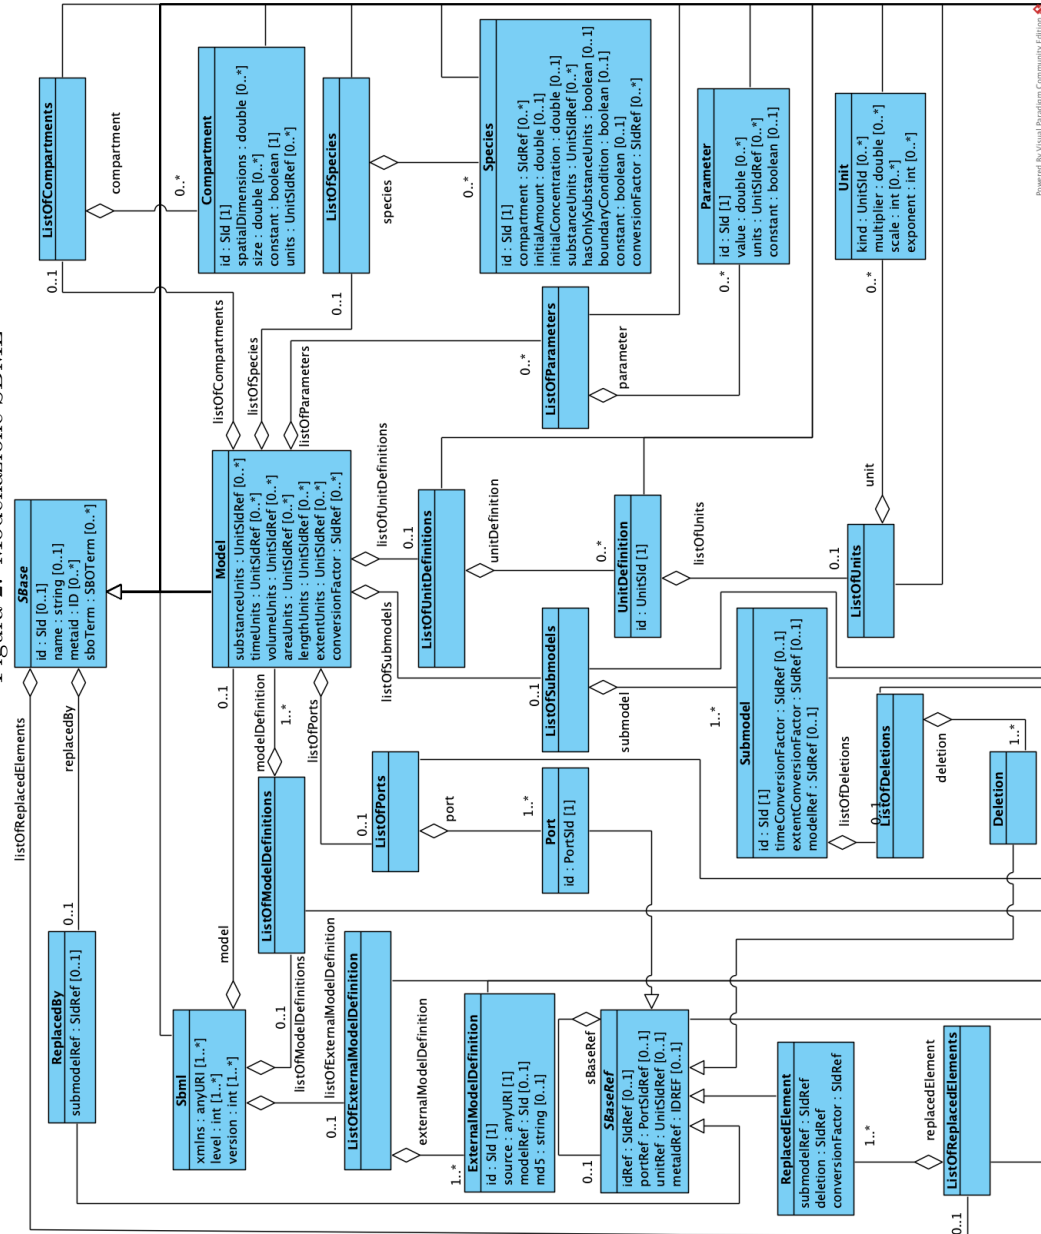 SBase
id : SId [0..1]
name : string [0..1]
metaid : ID [0..*]
sboTerm : SBOTerm [0..*]
listOfReplacedElements
replacedBy
0..1
ReplacedBy
submodelRef : SIdRef [0..1]
ListOfCompartments
0..1
compartment
0..*
Compartment
id : SId [1]
spatialDimensions : double [0..*]
size : double [0..*]
constant : boolean [1]
units : UnitSIdRef [0..*]
ListOfSpecies
0..1
species
0..*
Species
id : SId [1]
compartment : SIdRef [0..*]
initialAmount : double [0..1]
initialConcentration : double [0..1]
substanceUnits : UnitSIdRef [0..*]
hasOnlySubstanceUnits : boolean [0..1]
boundaryCondition : boolean [0..1]
constant : boolean [0..1]
conversionFactor : SIdRef [0..*]
Model
substanceUnits : UnitSIdRef [0..*]
timeUnits : UnitSIdRef [0..*]
volumeUnits : UnitSIdRef [0..*]
areaUnits : UnitSIdRef [0..*]
lengthUnits : UnitSIdRef [0..*]
extentUnits : UnitSIdRef [0..*]
conversionFactor : SIdRef [0..*]
listOfCompartments
listOfSpecies
listOfParameters
0..*
ListOfParameters
parameter
0..*
Parameter
id : SId [1]
value : double [0..*]
units : UnitSIdRef [0..*]
constant : boolean [0..1]
Unit
kind : UnitSId [1]
multiplier : double [0..*]
scale : int [0..*]
exponent : int [0..*]
0..*
unit
listOfUnitDefinitions
0..1
ListOfUnitDefinitions
unitDefinition
0..*
UnitDefinition
id : UnitSId [1]
listOfUnits
0..1
ListOfUnits
listOfSubmodels
0..1
ListOfSubmodels
submodel
1..*
Submodel
id : SId [1]
timeConversionFactor : SIdRef [0..1]
extentConversionFactor : SIdRef [0..1]
modelRef : SIdRef [0..1]
listOfDeletions
0..1
ListOfDeletions
deletion
1..*
Deletion
0..1
model
modelDefinition
1..*
ListOfModelDefinitions
listOfPorts
0..1
ListOfPorts
port
1..*
Port
id : PortSId [1]
Sbml
xmlns : anyURI [1..*]
level : int [1..*]
version : int [1..*]
0..1
listOfModelDefinitions
listOfExternalModelDefinition
0..1
ListOfExternalModelDefinition
externalModelDefinition
1..*
ExternalModelDefinition
id : SId [1]
source : anyURI [1]
modelRef : SId [0..1]
md5 : string [0..1]
sBaseRef
0..1
SBaseRef
idRef : SIdRef [0..1]
portRef : PortSIdRef [0..1]
unitRef : UnitSIdRef [0..1]
metaIdRef : IDREF [0..1]
ReplacedElement
submodelRef : SIdRef
deletion : SIdRef
conversionFactor : SIdRef
1..*
replacedElement
ListOfReplacedElements
0..1
Powered By Visual Paradigm Community Edition